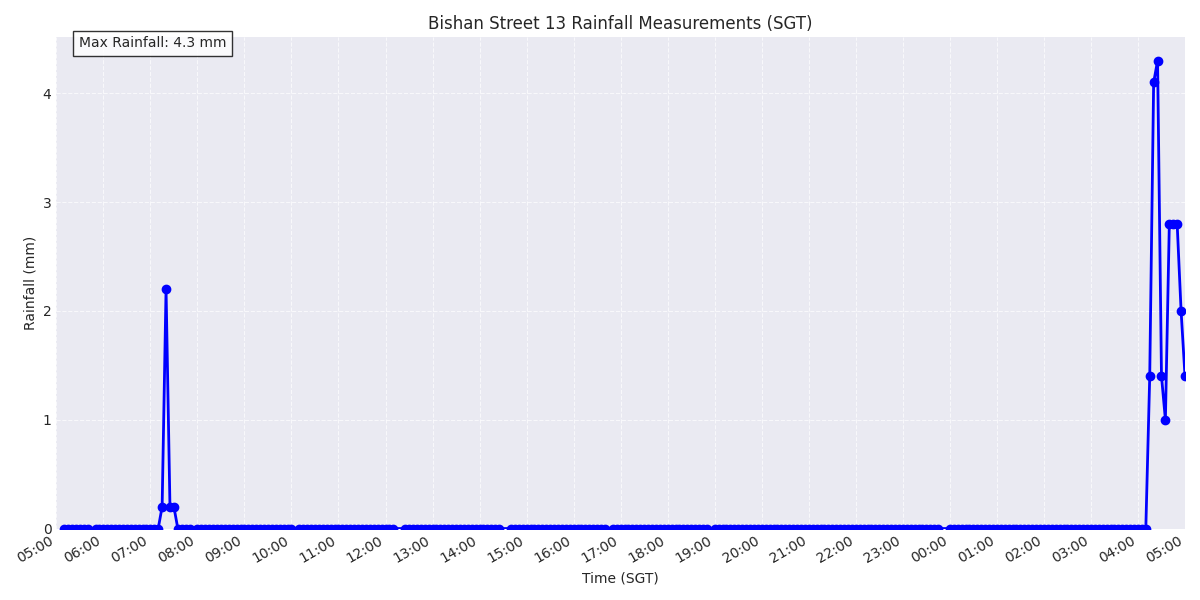 Bishan Street 13 Rainfall Measurements (SGT)
Max Rainfall: 4.3 mm
Rainfall (mm)
4
3
2
1
0
05:00 06:00 07:00 08:00 09:00 10:00 11:00 12:00 13:00 14:00 15:00 16:00 17:00 18:00 19:00 20:00 21:00 22:00 23:00 00:00 01:00 02:00 03:00 04:00 05:00
Time (SGT)